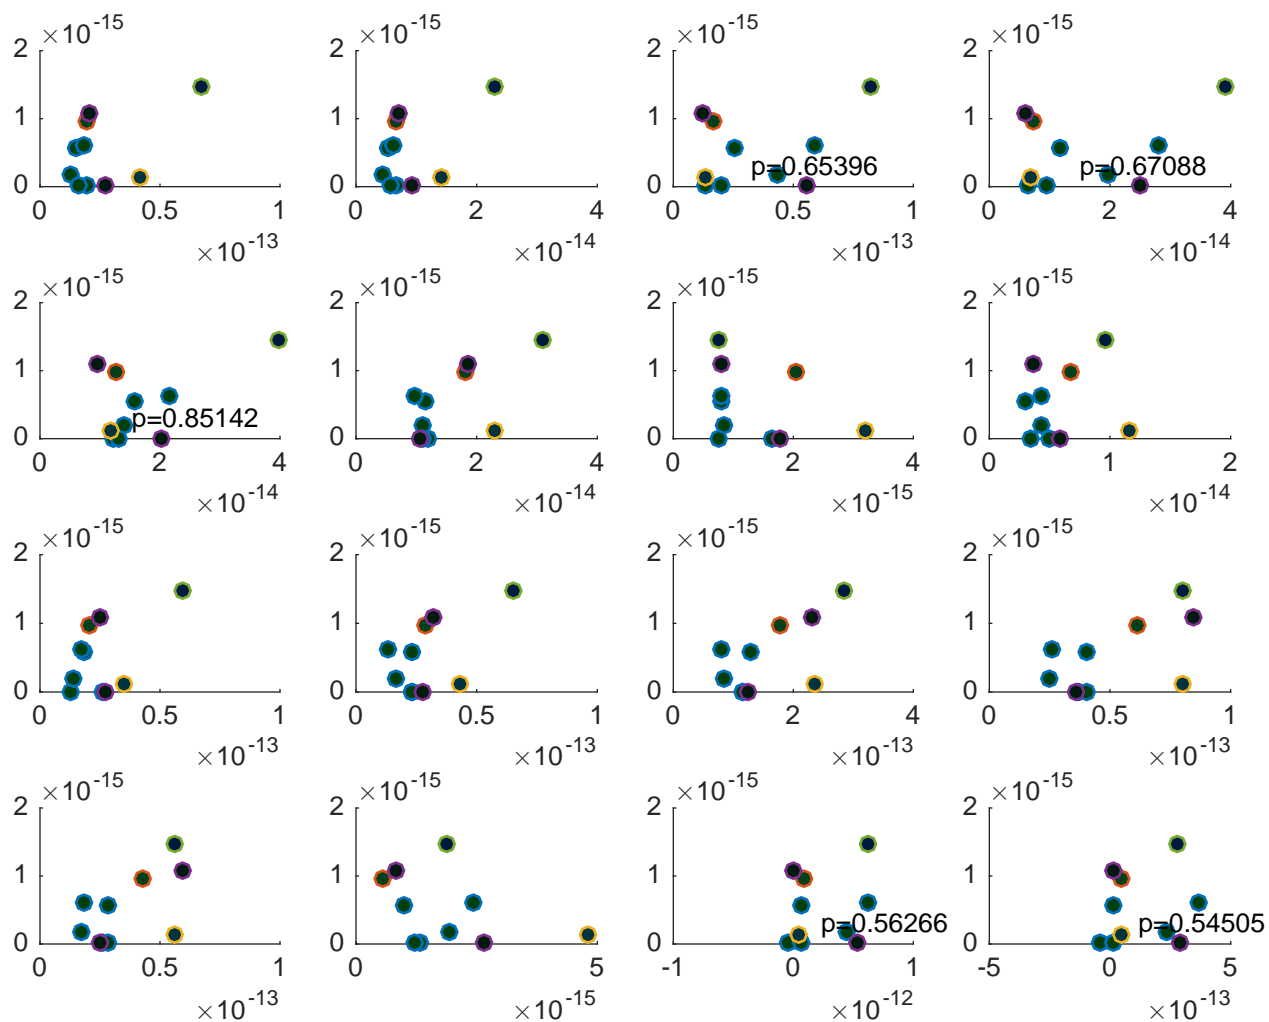 ×10-15 ×10-15 ×10-15 ×10-15
2 2 2 2
1 1 1 1
p=0.65396 p=0.67088
0 0 0 0
0 0.5 1 0 2 4 0 0.5 1 0 2 4
×10-13 ×10-14 ×10-13 ×10-14
×10-15 ×10-15 ×10-15 ×10-15
2 2 2 2
1 1 1 1
p=0.85142
0 0 0 0
0 2 4 0 2 4 0 2 4 0 1 2
×10-14 ×10-14 ×10-15 ×10-14
×10-15 ×10-15 ×10-15 ×10-15
2 2 2 2
1 1 1 1
0 0 0 0
0 0.5 1 0 0.5 1 0 2 4 0 0.5 1
×10-13 ×10-13 ×10-13 ×10-13
×10-15 ×10-15 ×10-15 ×10-15
2 2 2 2
1 1 1 1
p=0.56266 p=0.54505
0 0 0 0
0 0.5 1 0 5 -1 0 1 -5 0 5
×10-13 ×10-15 ×10-12 ×10-13